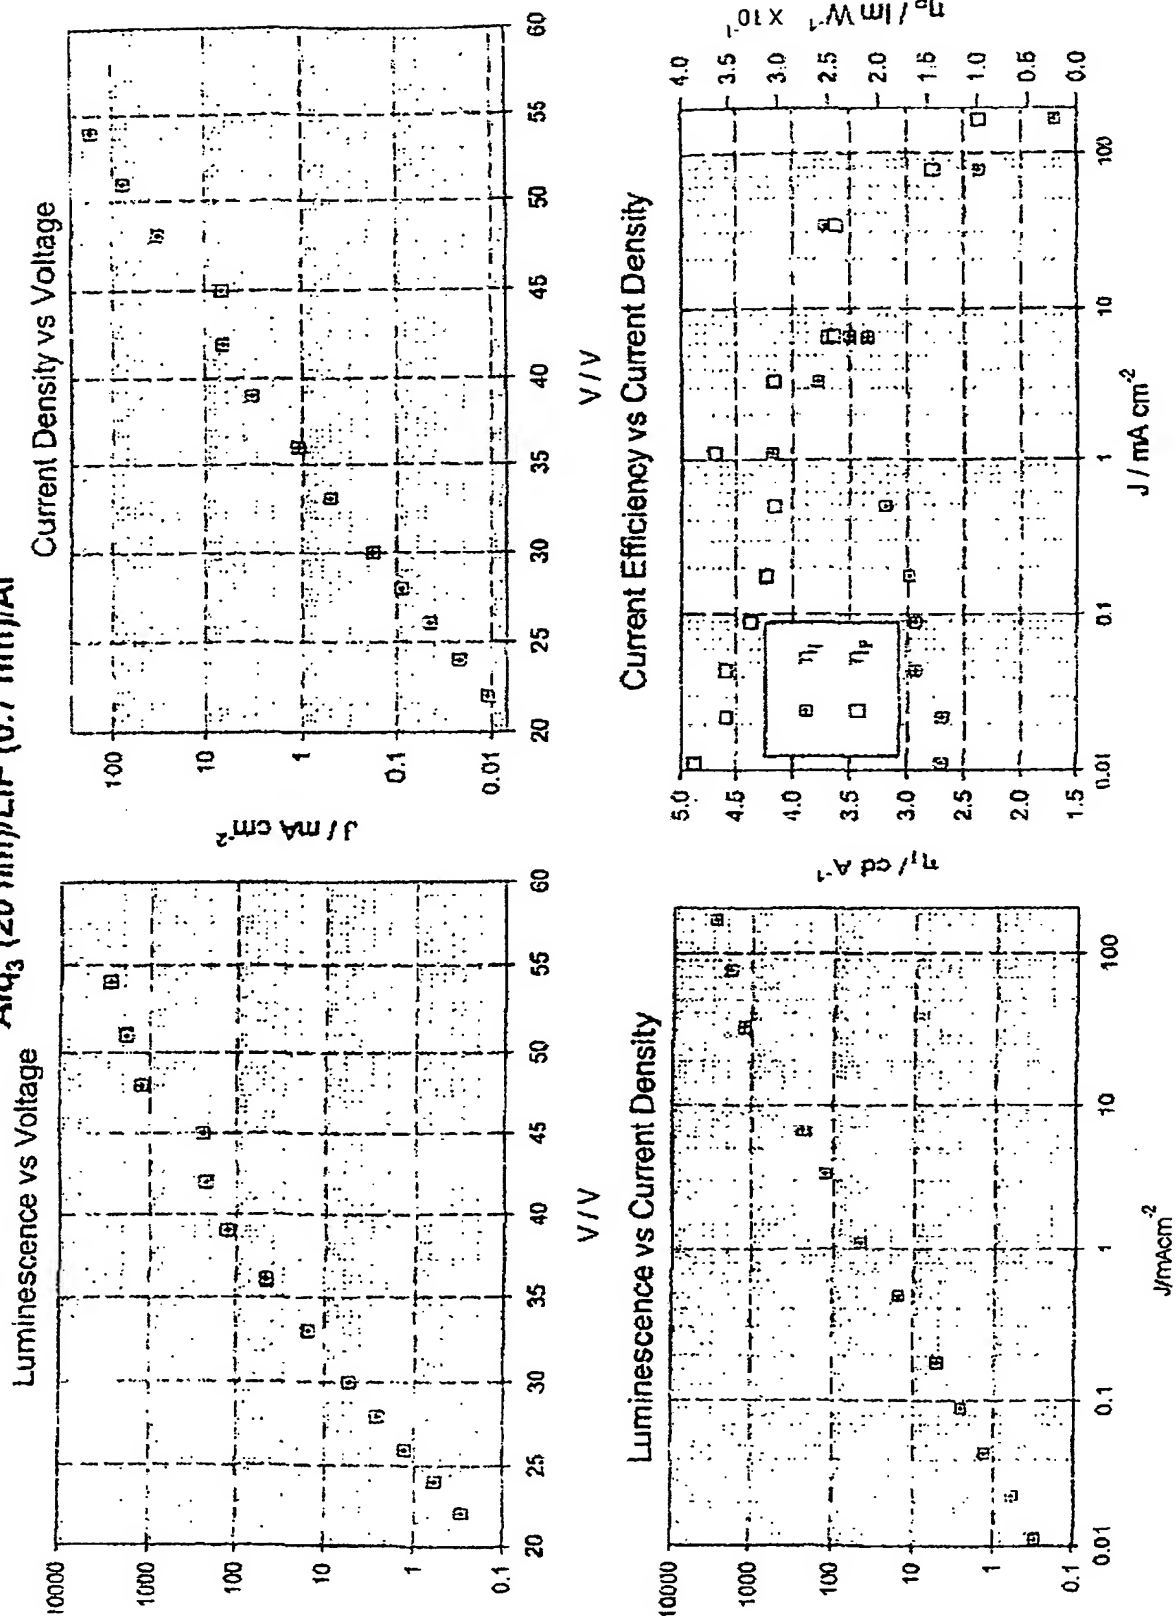 Alq₃ (20 nm)/LiF (0.7 nm)/Al
Luminescence vs Voltage
10000
1000
100
10
1
0.1
20 25 30 35 40 45 50 55 60
V / V
Current Density vs Voltage
J / mA cm⁻²
100
10
1
0.1
0.01
20 25 30 35 40 45 50 55 60
V / V
Luminescence vs Current Density
10000
1000
100
10
1
0.1
0.01 0.1 1 10 100
J/mAcm⁻²
Current Efficiency vs Current Density
η_J / cd A⁻¹
5.0
4.5
4.0
3.5
3.0
2.5
2.0
1.5
η_J
η_P
0.01 0.1 1 10 100
J / mA cm⁻²
4.0
3.5
3.0
2.5
2.0
1.5
1.0
0.5
0.0
η_P / lm W⁻¹ X 10⁻¹